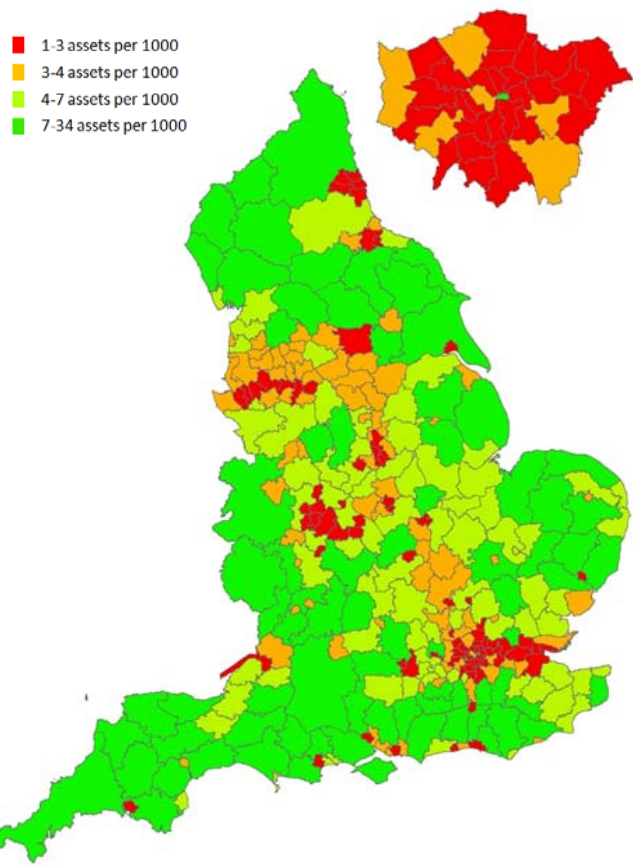 1-3 assets per 1000
3-4 assets per 1000
4-7 assets per 1000
7-34 assets per 1000